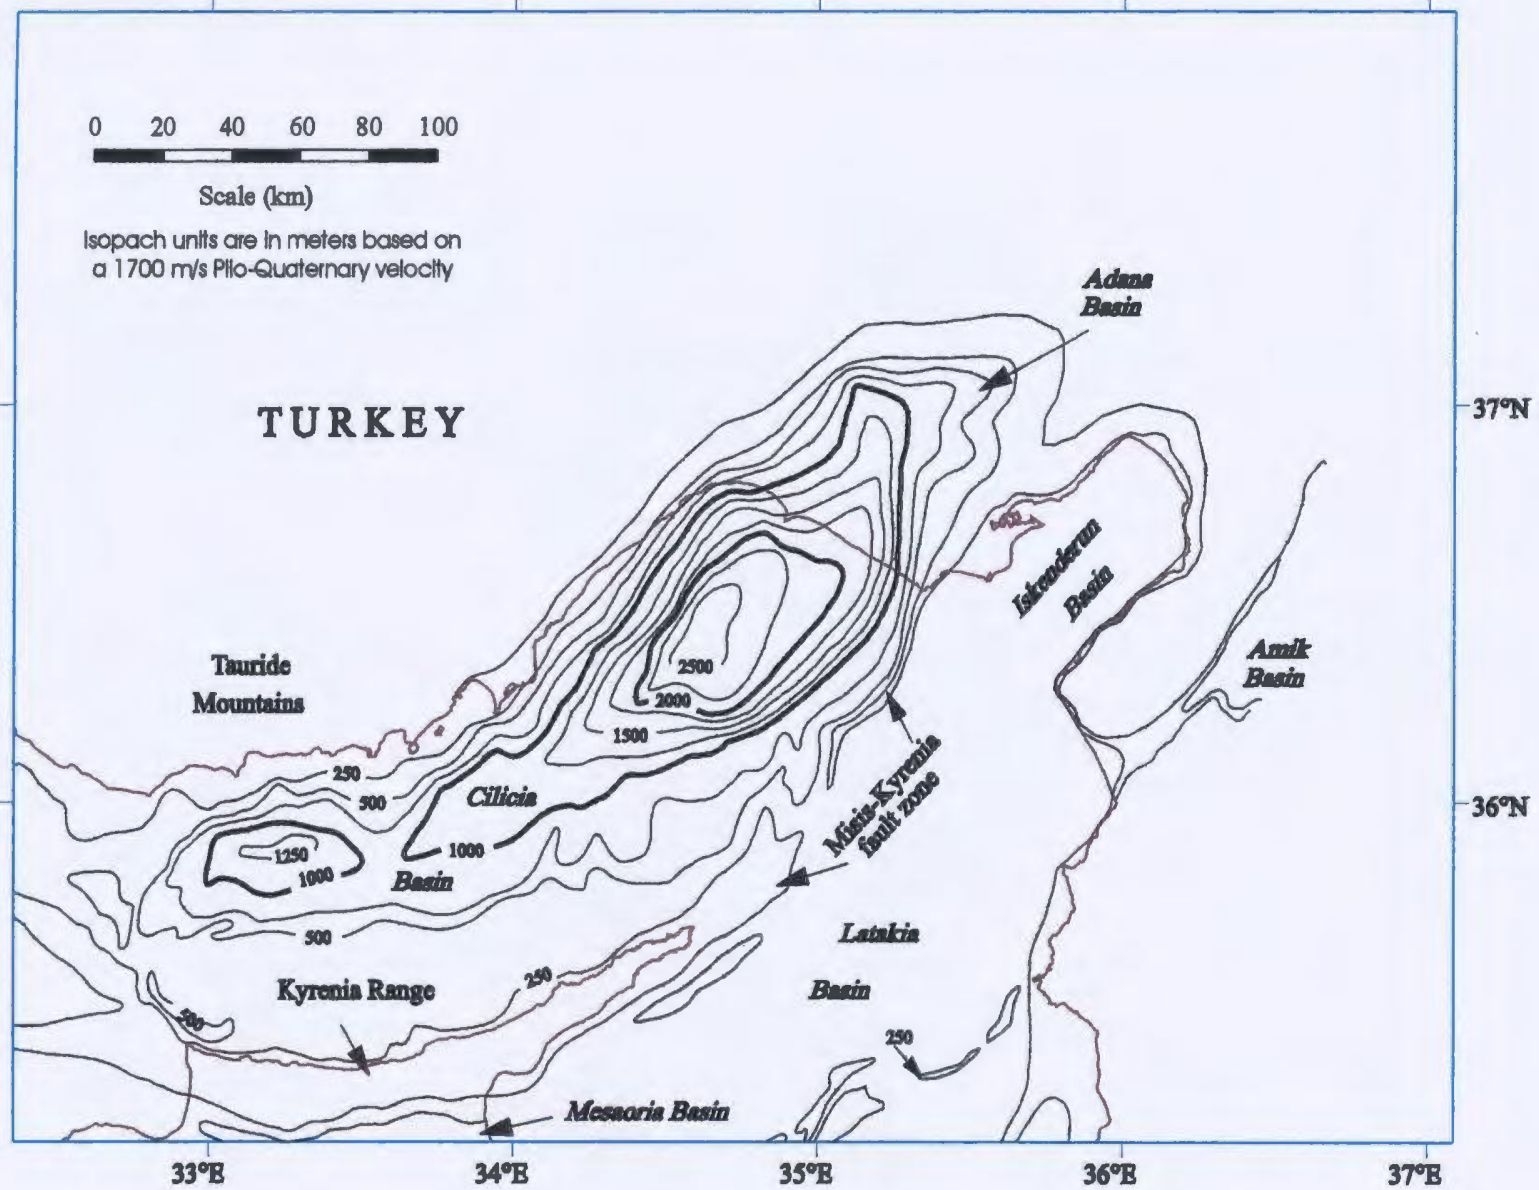 0 20 40 60 80 100
Scale (km)
Isopach units are in meters based on
a 1700 m/s Plio-Quaternary velocity
Adana
Basin
TURKEY
37°N
Iskenderun
Basin
Amik
Basin
Tauride
Mountains
2500
2000
1500
250
500
Cilicia
Misis-Kyrenia
fault zone
36°N
1250
1000
1000
Basin
500
Latakia
Basin
250
Kyrenia Range
500
250
Mesaoria Basin
33°E 34°E 35°E 36°E 37°E